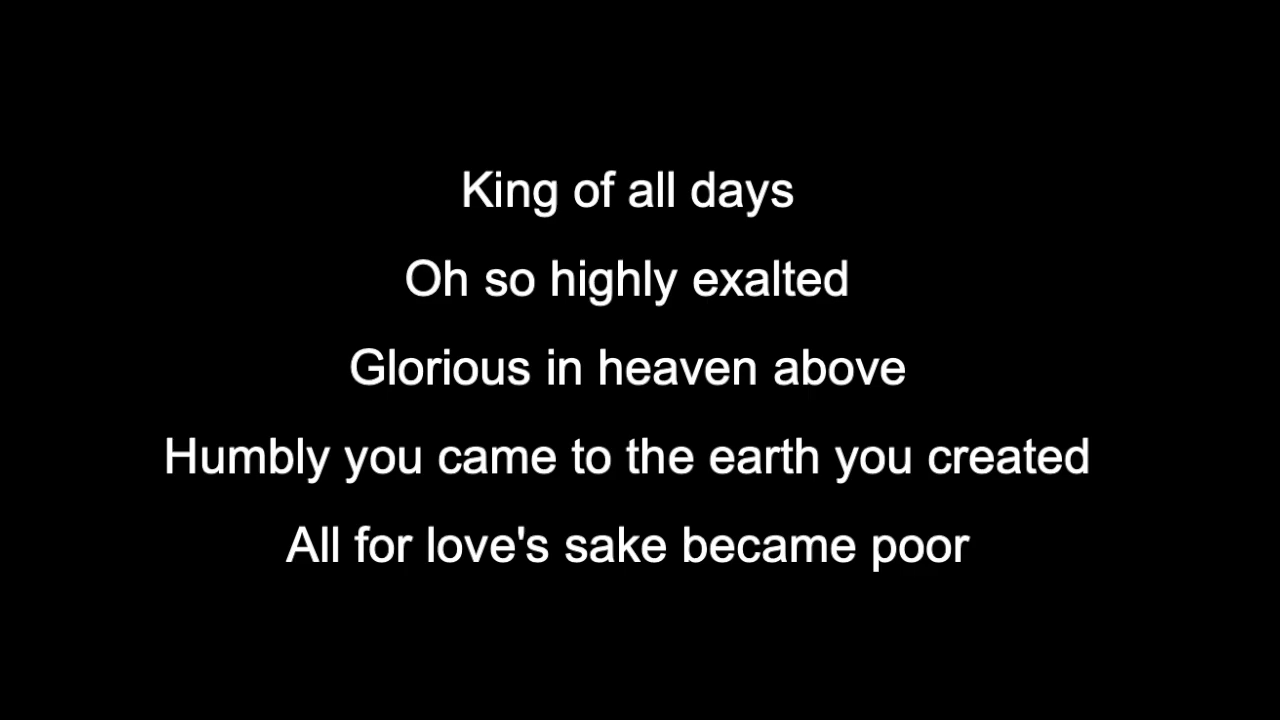 King of all days
Oh so highly exalted
Glorious in heaven above
Humbly you came to the earth you created
All for love's sake became poor